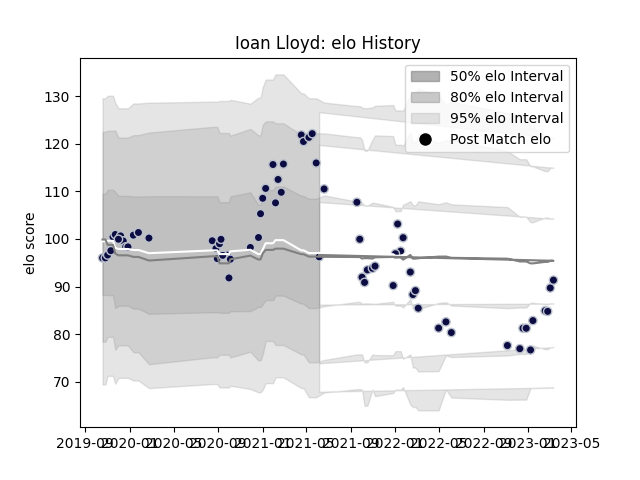 Ioan Lloyd: elo History
50% elo Interval
80% elo Interval
95% elo Interval
Post Match elo
elo score
130
120
110
100
90
80
70
2019-09 2020-01 2020-05 2020-09 2021-01 2021-05 2021-09 2022-01 2022-05 2022-09 2023-01 2023-05